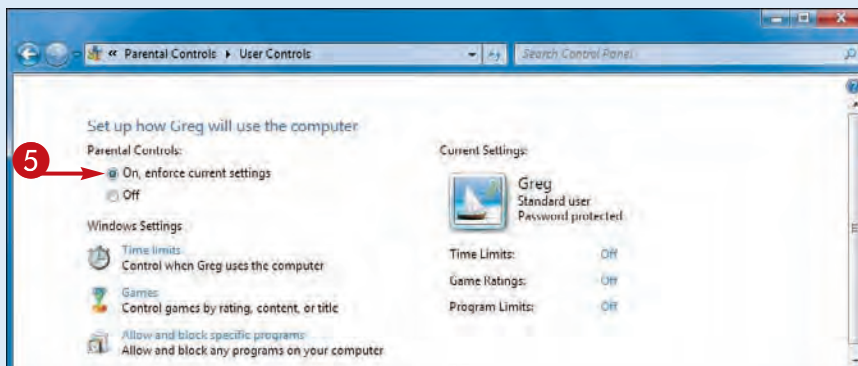 « Parental Controls ▸ User Controls
Search Control Panel
Set up how Greg will use the computer
Parental Controls:
5
On, enforce current settings
Off
Windows Settings
Time limits
Control when Greg uses the computer
Games
Control games by rating, content, or title
Allow and block specific programs
Allow and block any programs on your computer
Current Settings:
Greg
Standard user
Password protected
Time Limits: Off
Game Ratings: Off
Program Limits: Off